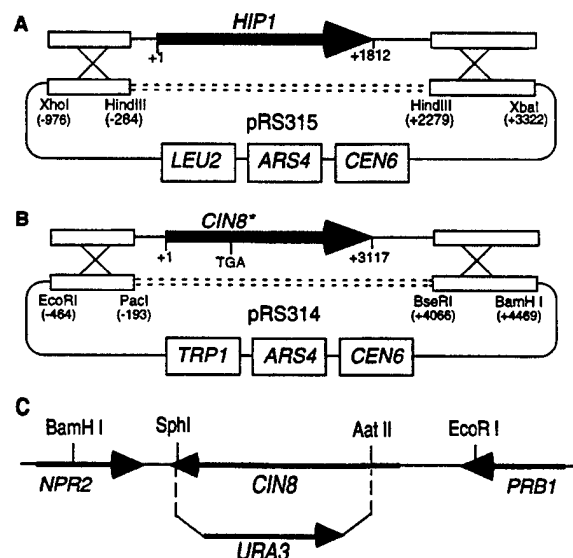 A
HIP1
+1
+1812
XhoI HindIII HindIII XbaI
(-976) (-284) (+2279) (+3322)
pRS315
LEU2 ARS4 CEN6
B
CIN8*
+1
TGA
+3117
EcoRI PacI BseRI BamH I
(-464) (-193) (+4066) (+4469)
pRS314
TRP1 ARS4 CEN6
C
BamH I SphI Aat II EcoR I
NPR2 CIN8 PRB1
URA3